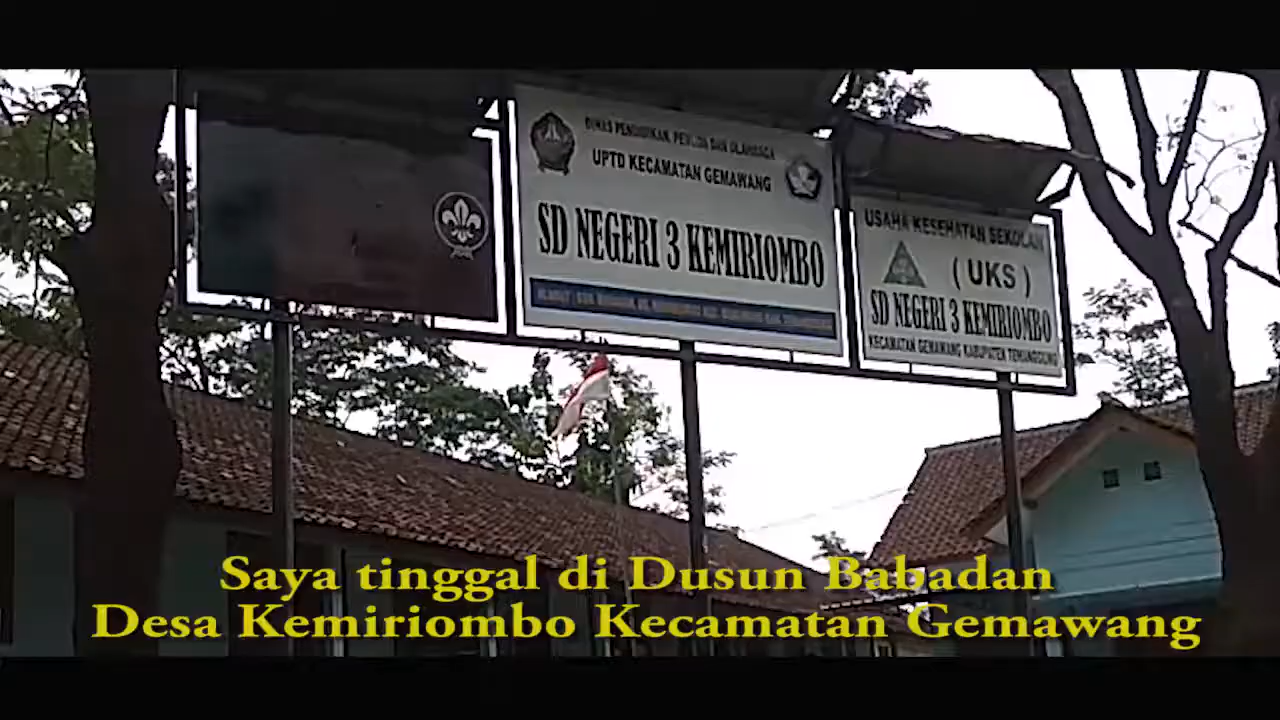 DINAS PENDIDIKAN, PEMUDA DAN OLAHRAGA
UPTD KECAMATAN GEMAWANG
SD NEGERI 3 KEMIRIOMBO
USAHA KESEHATAN SEKOLAH
( UKS )
SD NEGERI 3 KEMIRIOMBO
KECAMATAN GEMAWANG KABUPATEN TEMANGGUNG
Saya tinggal di Dusun Babadan
Desa Kemiriombo Kecamatan Gemawang